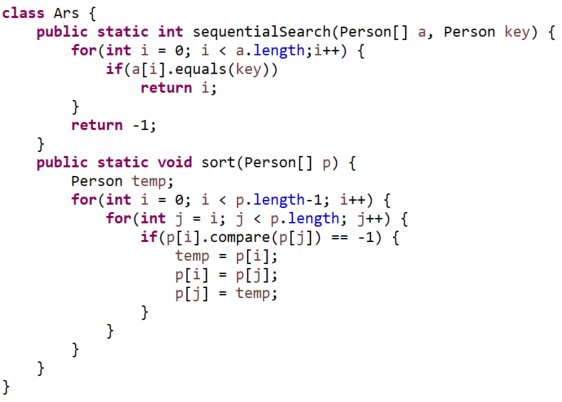 class Ars {
    public static int sequentialSearch(Person[] a, Person key) {
        for(int i = 0; i < a.length;i++) {
            if(a[i].equals(key))
                return i;
        }
        return -1;
    }
    public static void sort(Person[] p) {
        Person temp;
        for(int i = 0; i < p.length-1; i++) {
            for(int j = i; j < p.length; j++) {
                if(p[i].compare(p[j]) == -1) {
                    temp = p[i];
                    p[i] = p[j];
                    p[j] = temp;
                }
            }
        }
    }
}